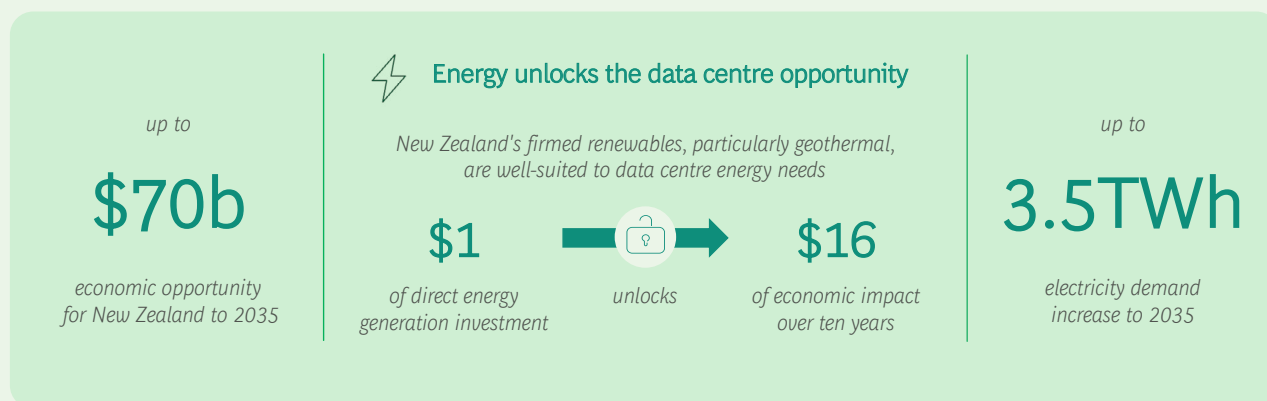 up to
$70b
economic opportunity
for New Zealand to 2035
Energy unlocks the data centre opportunity
New Zealand's firmed renewables, particularly geothermal,
are well-suited to data centre energy needs
$1
of direct energy
generation investment
unlocks
$16
of economic impact
over ten years
up to
3.5TWh
electricity demand
increase to 2035